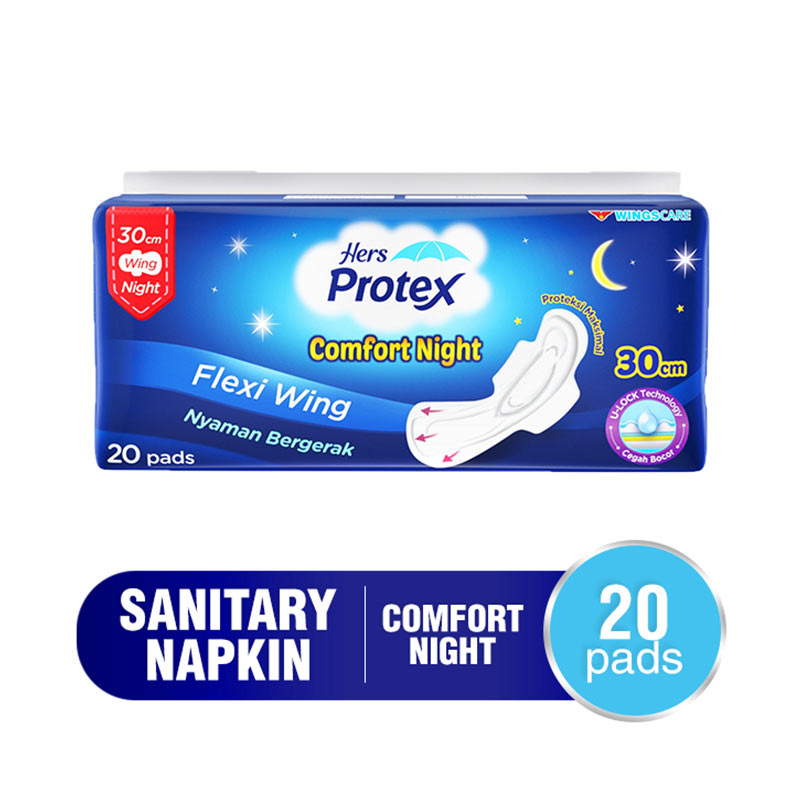 WINGSCARE
30cm
Wing
Night
Hers
Protex
Comfort Night
Proteksi Maksimal
30cm
Flexi Wing
Nyaman Bergerak
U-LOCK Technology
Cegah Bocor
20 pads
SANITARY
NAPKIN
COMFORT
NIGHT
20
pads